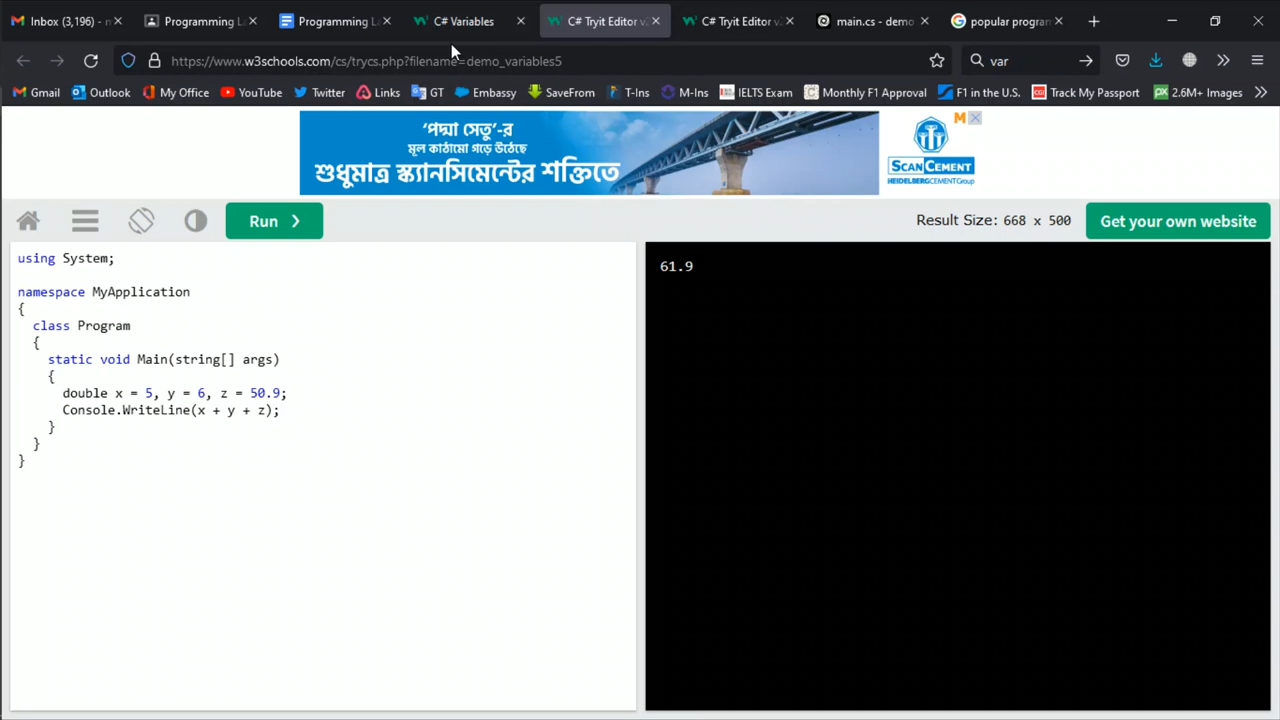 Inbox (3,196) - n
Programming La
Programming La
C# Variables
C# Tryit Editor v
C# Tryit Editor v
main.cs - demo
popular progran
https://www.w3schools.com/cs/trycs.php?filename=demo_variables5
var
Gmail
Outlook
My Office
YouTube
Twitter
Links
GT
Embassy
SaveFrom
T-Ins
M-Ins
IELTS Exam
Monthly F1 Approval
F1 in the U.S.
Track My Passport
2.6M+ Images
'পদ্মা সেতু'-র
মূল কাঠামো গড়ে উঠেছে
শুধুমাত্র স্ক্যানসিমেন্টের শক্তিতে
SCANCEMENT
HEIDELBERGCEMENTGroup
Run
Result Size: 668 x 500
Get your own website
using System;
namespace MyApplication
{
class Program
{
static void Main(string[] args)
{
double x = 5, y = 6, z = 50.9;
Console.WriteLine(x + y + z);
}
}
}
61.9